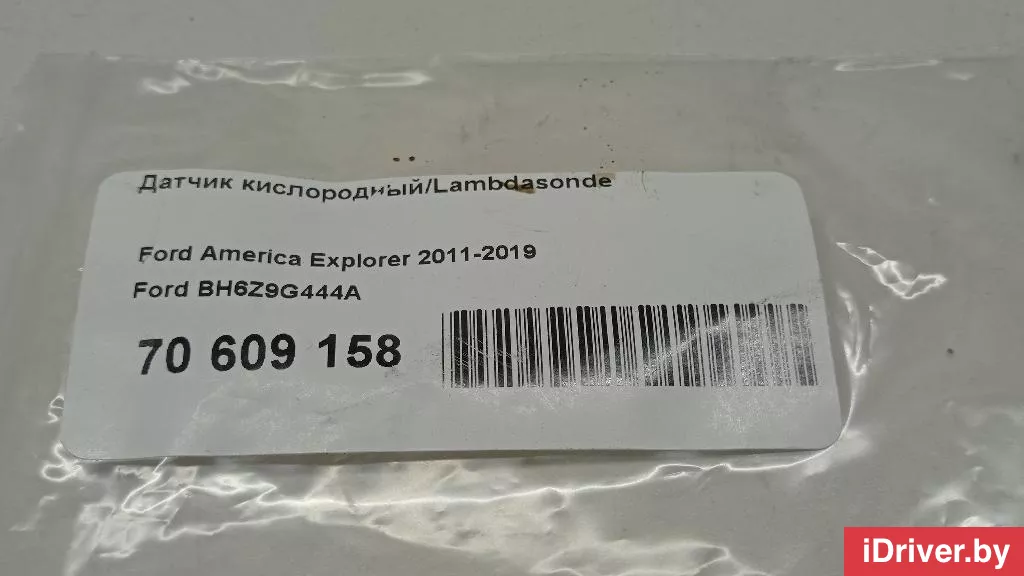 Датчик кислородный/Lambdasonde
Ford America Explorer 2011-2019
Ford BH6Z9G444A
70 609 158
iDriver.by